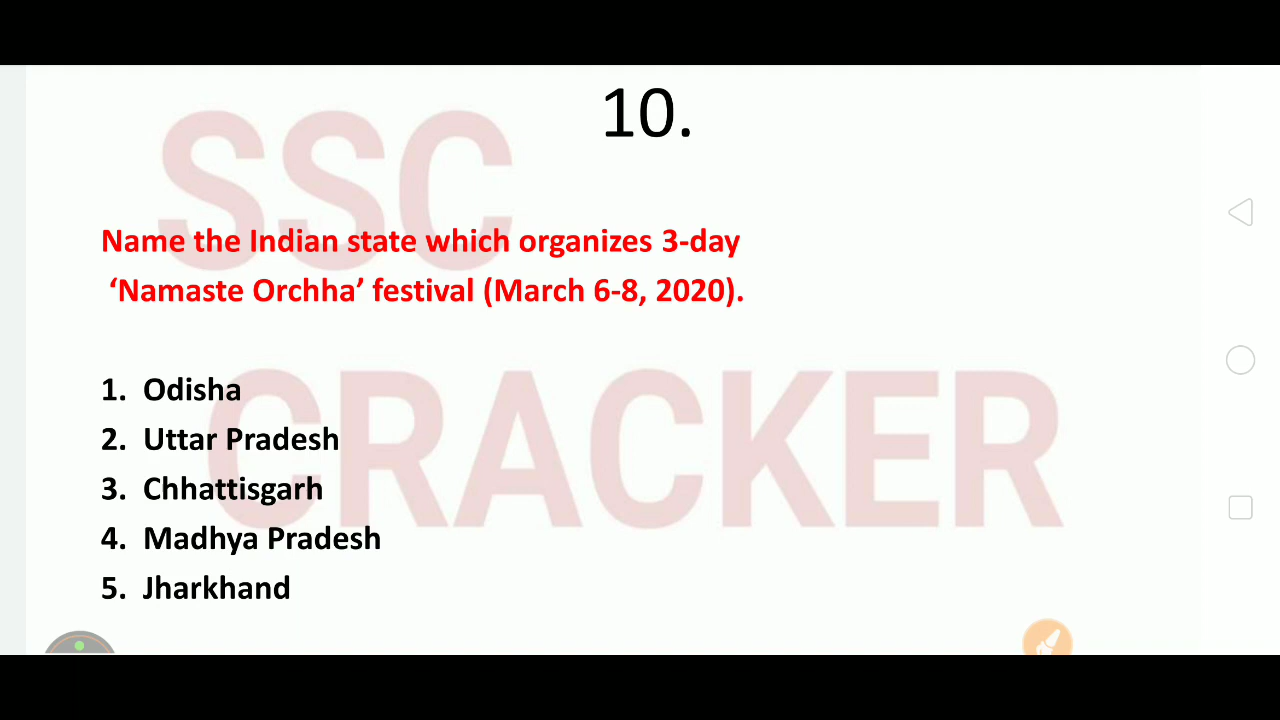 10.
SSC
Name the Indian state which organizes 3-day
‘Namaste Orchha’ festival (March 6-8, 2020).
CRACKER
1. Odisha
2. Uttar Pradesh
3. Chhattisgarh
4. Madhya Pradesh
5. Jharkhand